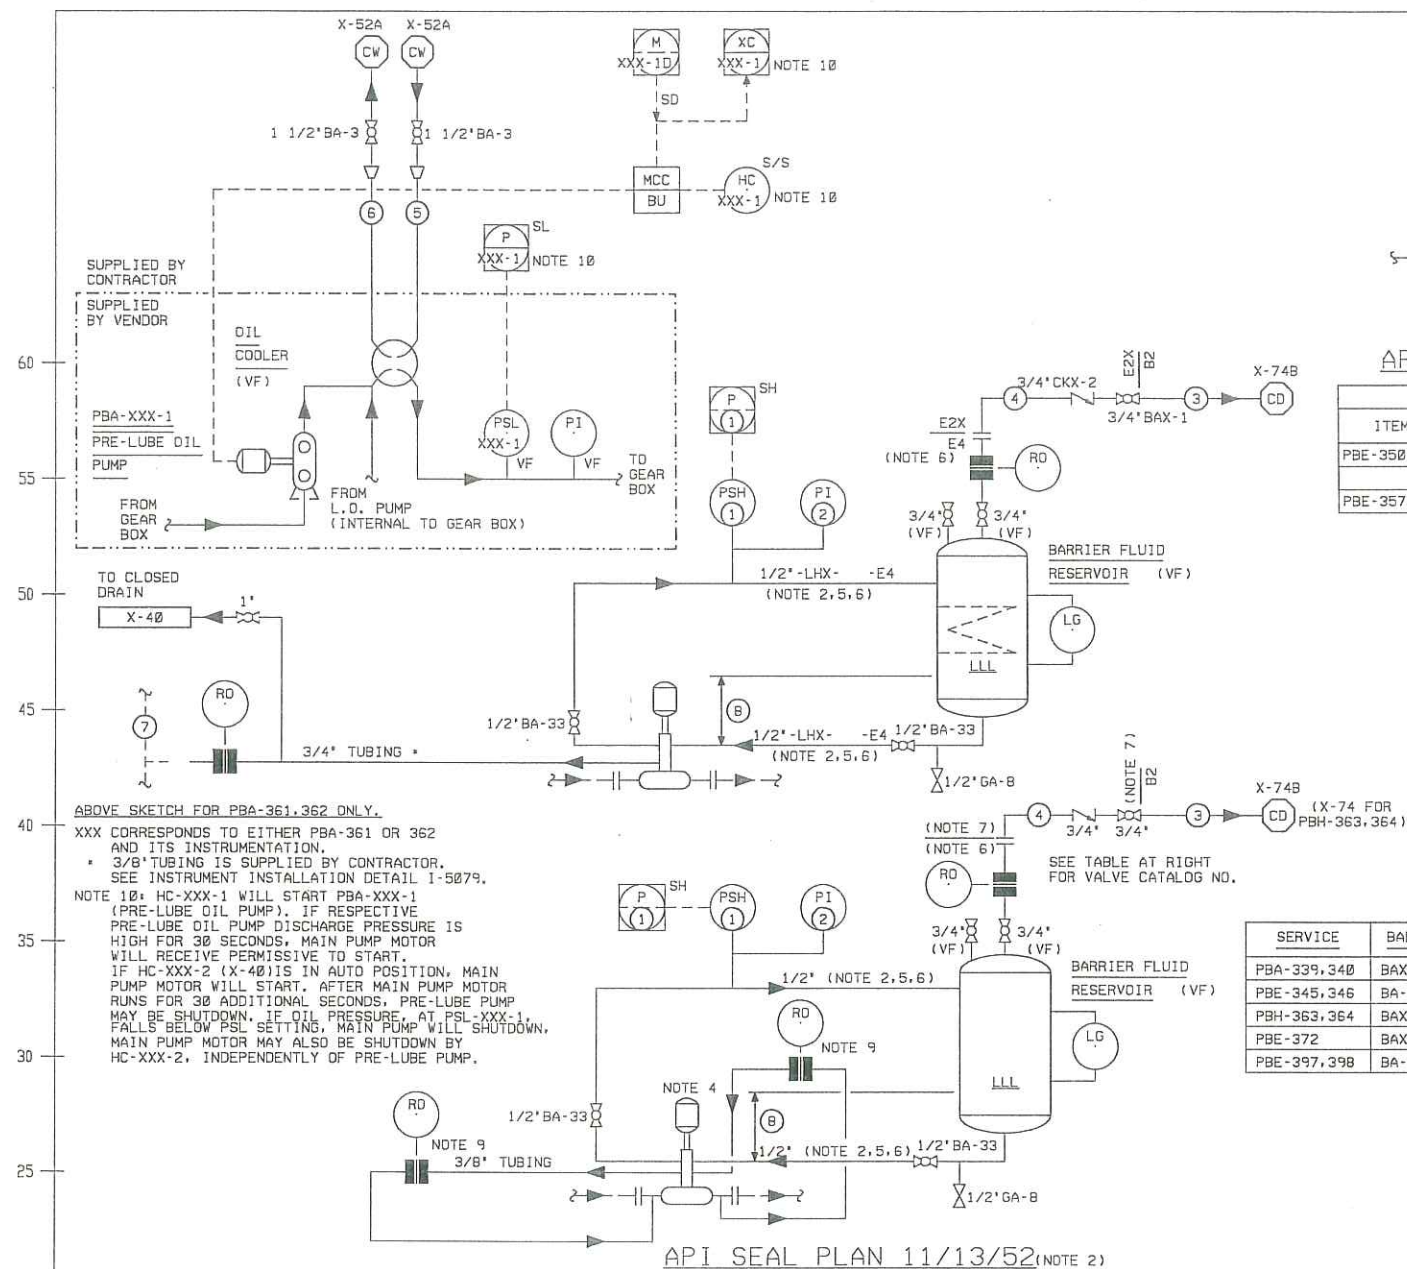 X-52A X-52A
CW CW
M
XXX-1D
XC
XXX-1
NOTE 10
SD
1 1/2"BA-3 1 1/2"BA-3
S/S
MCC
BU
HC
XXX-1
NOTE 10
6 5
SL
P
XXX-1
NOTE 10
SUPPLIED BY
CONTRACTOR
SUPPLIED
BY VENDOR
OIL
COOLER
(VF)
PBA-XXX-1
PRE-LUBE OIL
PUMP
PSL
XXX-1
VF
PI
VF
TO
GEAR
BOX
FROM
GEAR
BOX
FROM
L.O. PUMP
(INTERNAL TO GEAR BOX)
60
55
50
45
40
35
30
25
P
1
SH
PSH
1
PI
2
E2X
E4
(NOTE 6)
RO
4
3/4"CKX-2
E2X
B2
3/4"BAX-1
3
X-74B
CD
3/4"
(VF)
3/4"
(VF)
BARRIER FLUID
RESERVOIR (VF)
LG
LLL
ITEM
PBE-350
PBE-357
TO CLOSED
DRAIN
X-40
1"
1/2"-LHX- -E4
(NOTE 2,5,6)
RO
7
3/4" TUBING *
1/2"BA-33
B
1/2"-LHX- -E4
(NOTE 2,5,6)
1/2"BA-33
1/2"GA-8
ABOVE SKETCH FOR PBA-361,362 ONLY.
XXX CORRESPONDS TO EITHER PBA-361 OR 362
AND ITS INSTRUMENTATION.
* 3/8"TUBING IS SUPPLIED BY CONTRACTOR.
SEE INSTRUMENT INSTALLATION DETAIL I-5079.
NOTE 10: HC-XXX-1 WILL START PBA-XXX-1
(PRE-LUBE OIL PUMP). IF RESPECTIVE
PRE-LUBE OIL PUMP DISCHARGE PRESSURE IS
HIGH FOR 30 SECONDS, MAIN PUMP MOTOR
WILL RECEIVE PERMISSIVE TO START.
IF HC-XXX-2 (X-40)IS IN AUTO POSITION, MAIN
PUMP MOTOR WILL START. AFTER MAIN PUMP MOTOR
RUNS FOR 30 ADDITIONAL SECONDS, PRE-LUBE PUMP
MAY BE SHUTDOWN. IF OIL PRESSURE, AT PSL-XXX-1,
FALLS BELOW PSL SETTING, MAIN PUMP WILL SHUTDOWN,
MAIN PUMP MOTOR MAY ALSO BE SHUTDOWN BY
HC-XXX-2, INDEPENDENTLY OF PRE-LUBE PUMP.
(NOTE 7)
(NOTE 6)
RO
4
3/4"
(NOTE 7)
B2
3/4"
3
X-74B
CD
(X-74 FOR
PBH-363,364)
SEE TABLE AT RIGHT
FOR VALVE CATALOG NO.
P
1
SH
PSH
1
PI
2
3/4"
(VF)
3/4"
(VF)
BARRIER FLUID
RESERVOIR (VF)
LG
LLL
SERVICE
PBA-339,340 BAX
PBE-345,346 BA-
PBH-363,364 BAX
PBE-372 BAX
PBE-397,398 BA-
1/2" (NOTE 2,5,6)
RO
NOTE 9
NOTE 4
RO
NOTE 9
3/8" TUBING
1/2"BA-33
B
1/2" (NOTE 2,5,6)
1/2"BA-33
1/2"GA-8
API SEAL PLAN 11/13/52(NOTE 2)